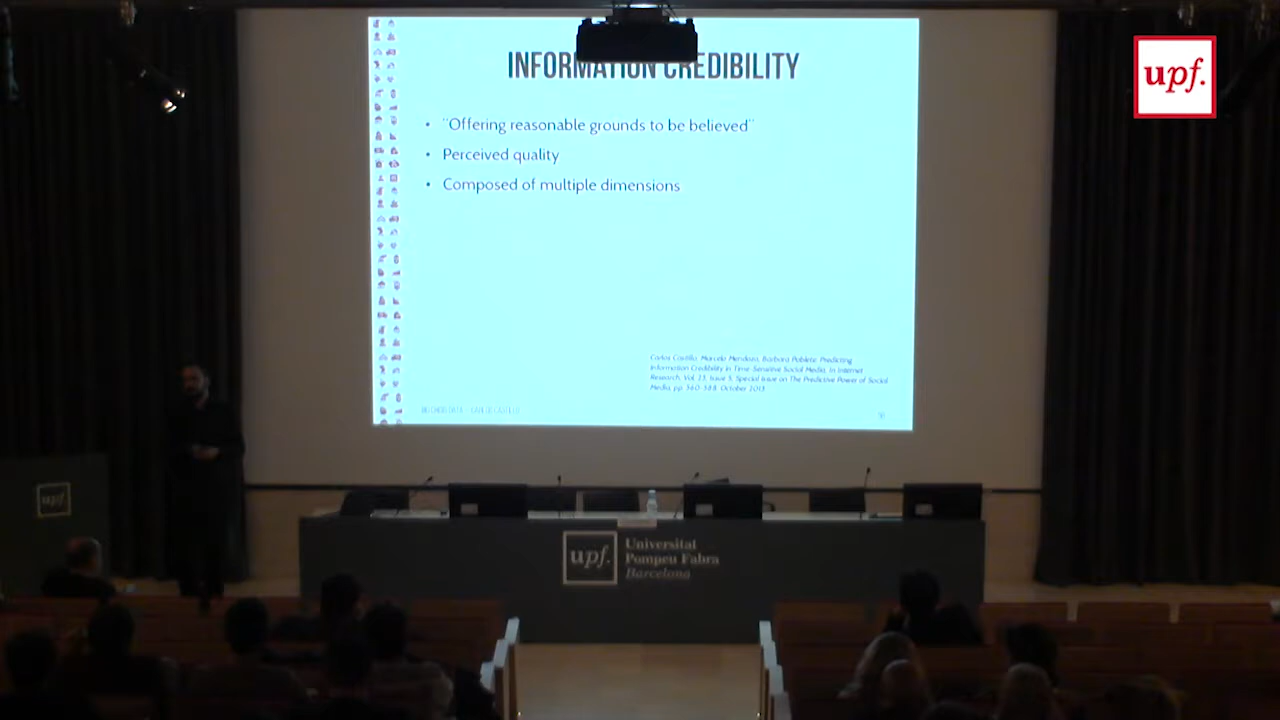 INFORMATION CREDIBILITY
upf.
• ¨Offering reasonable grounds to be believed¨
• Perceived quality
• Composed of multiple dimensions
Carlos Castillo, Marcelo Mendoza, Barbara Poblete: Predicting
Information Credibility in Time-Sensitive Social Media. In Internet
Research, Vol. 23, Issue 5, Special Issue on The Predictive Power of Social
Media, pp. 560-588. October 2013.
upf.
upf.
Universitat
Pompeu Fabra
Barcelona